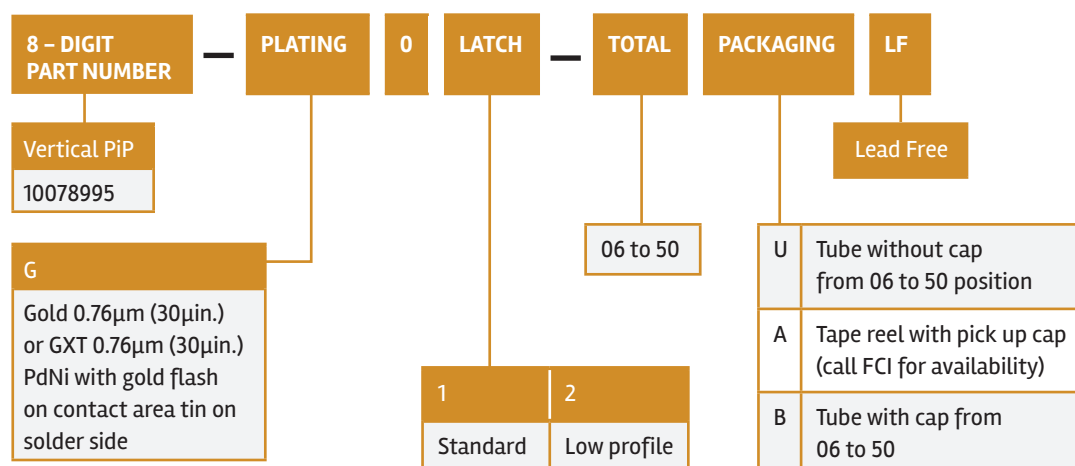 8 – DIGIT
PART NUMBER
—
PLATING
0
LATCH
—
TOTAL
PACKAGING
LF
Vertical PiP
10078995
Lead Free
G
Gold 0.76µm (30µin.)
or GXT 0.76µm (30µin.)
PdNi with gold flash
on contact area tin on
solder side
1
2
Standard
Low profile
06 to 50
U
Tube without cap
from 06 to 50 position
A
Tape reel with pick up cap
(call FCI for availability)
B
Tube with cap from
06 to 50